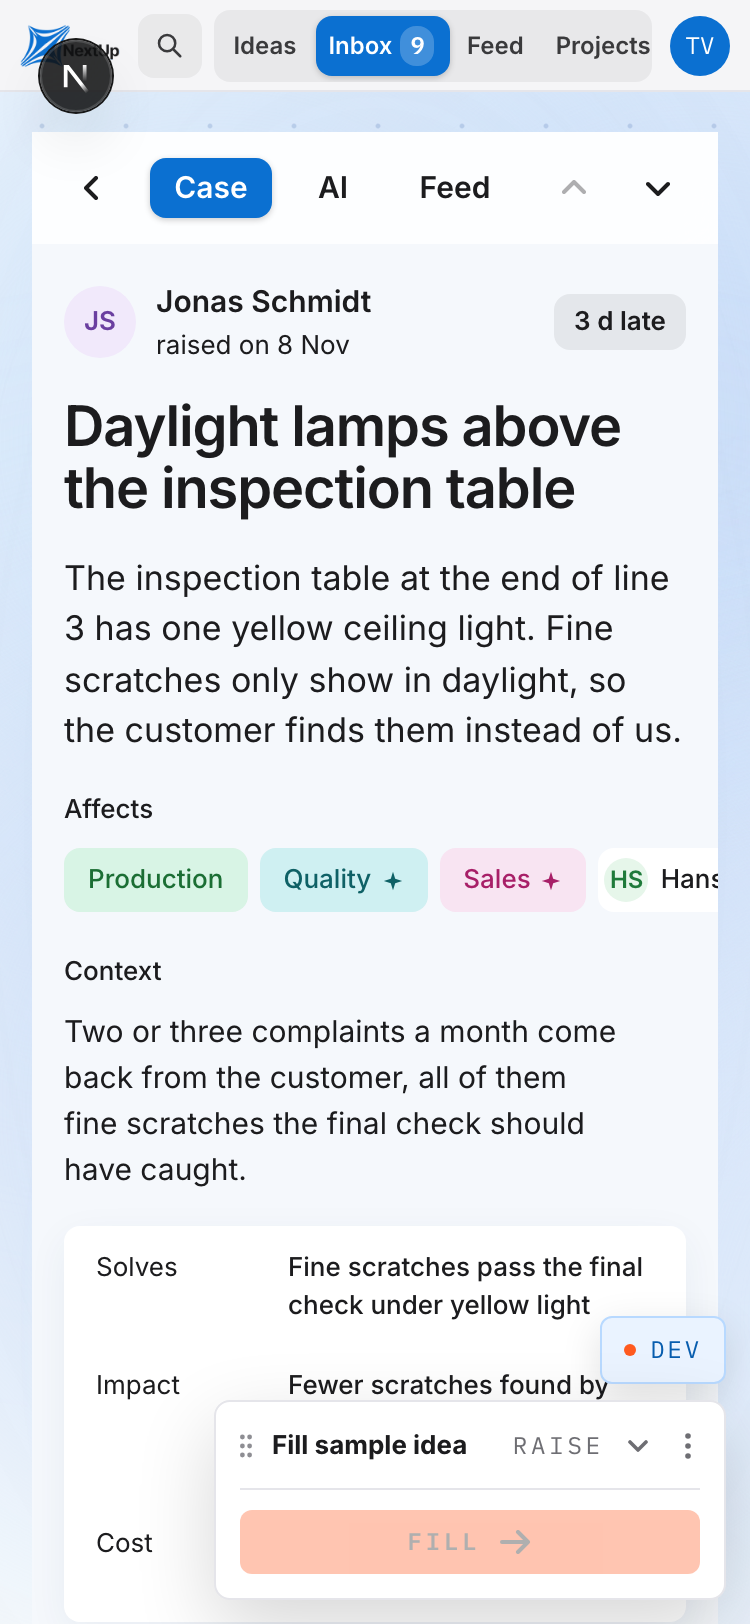 NextUp
N
Ideas
Inbox 9
Feed
Projects
TV
Case
AI
Feed
JS
Jonas Schmidt
raised on 8 Nov
3 d late
Daylight lamps above
the inspection table
The inspection table at the end of line
3 has one yellow ceiling light. Fine
scratches only show in daylight, so
the customer finds them instead of us.
Affects
Production
Quality
Sales
HS
Hans
Context
Two or three complaints a month come
back from the customer, all of them
fine scratches the final check should
have caught.
Solves
Fine scratches pass the final
check under yellow light
DEV
Impact
Fewer scratches found by
Fill sample idea
RAISE
Cost
FILL